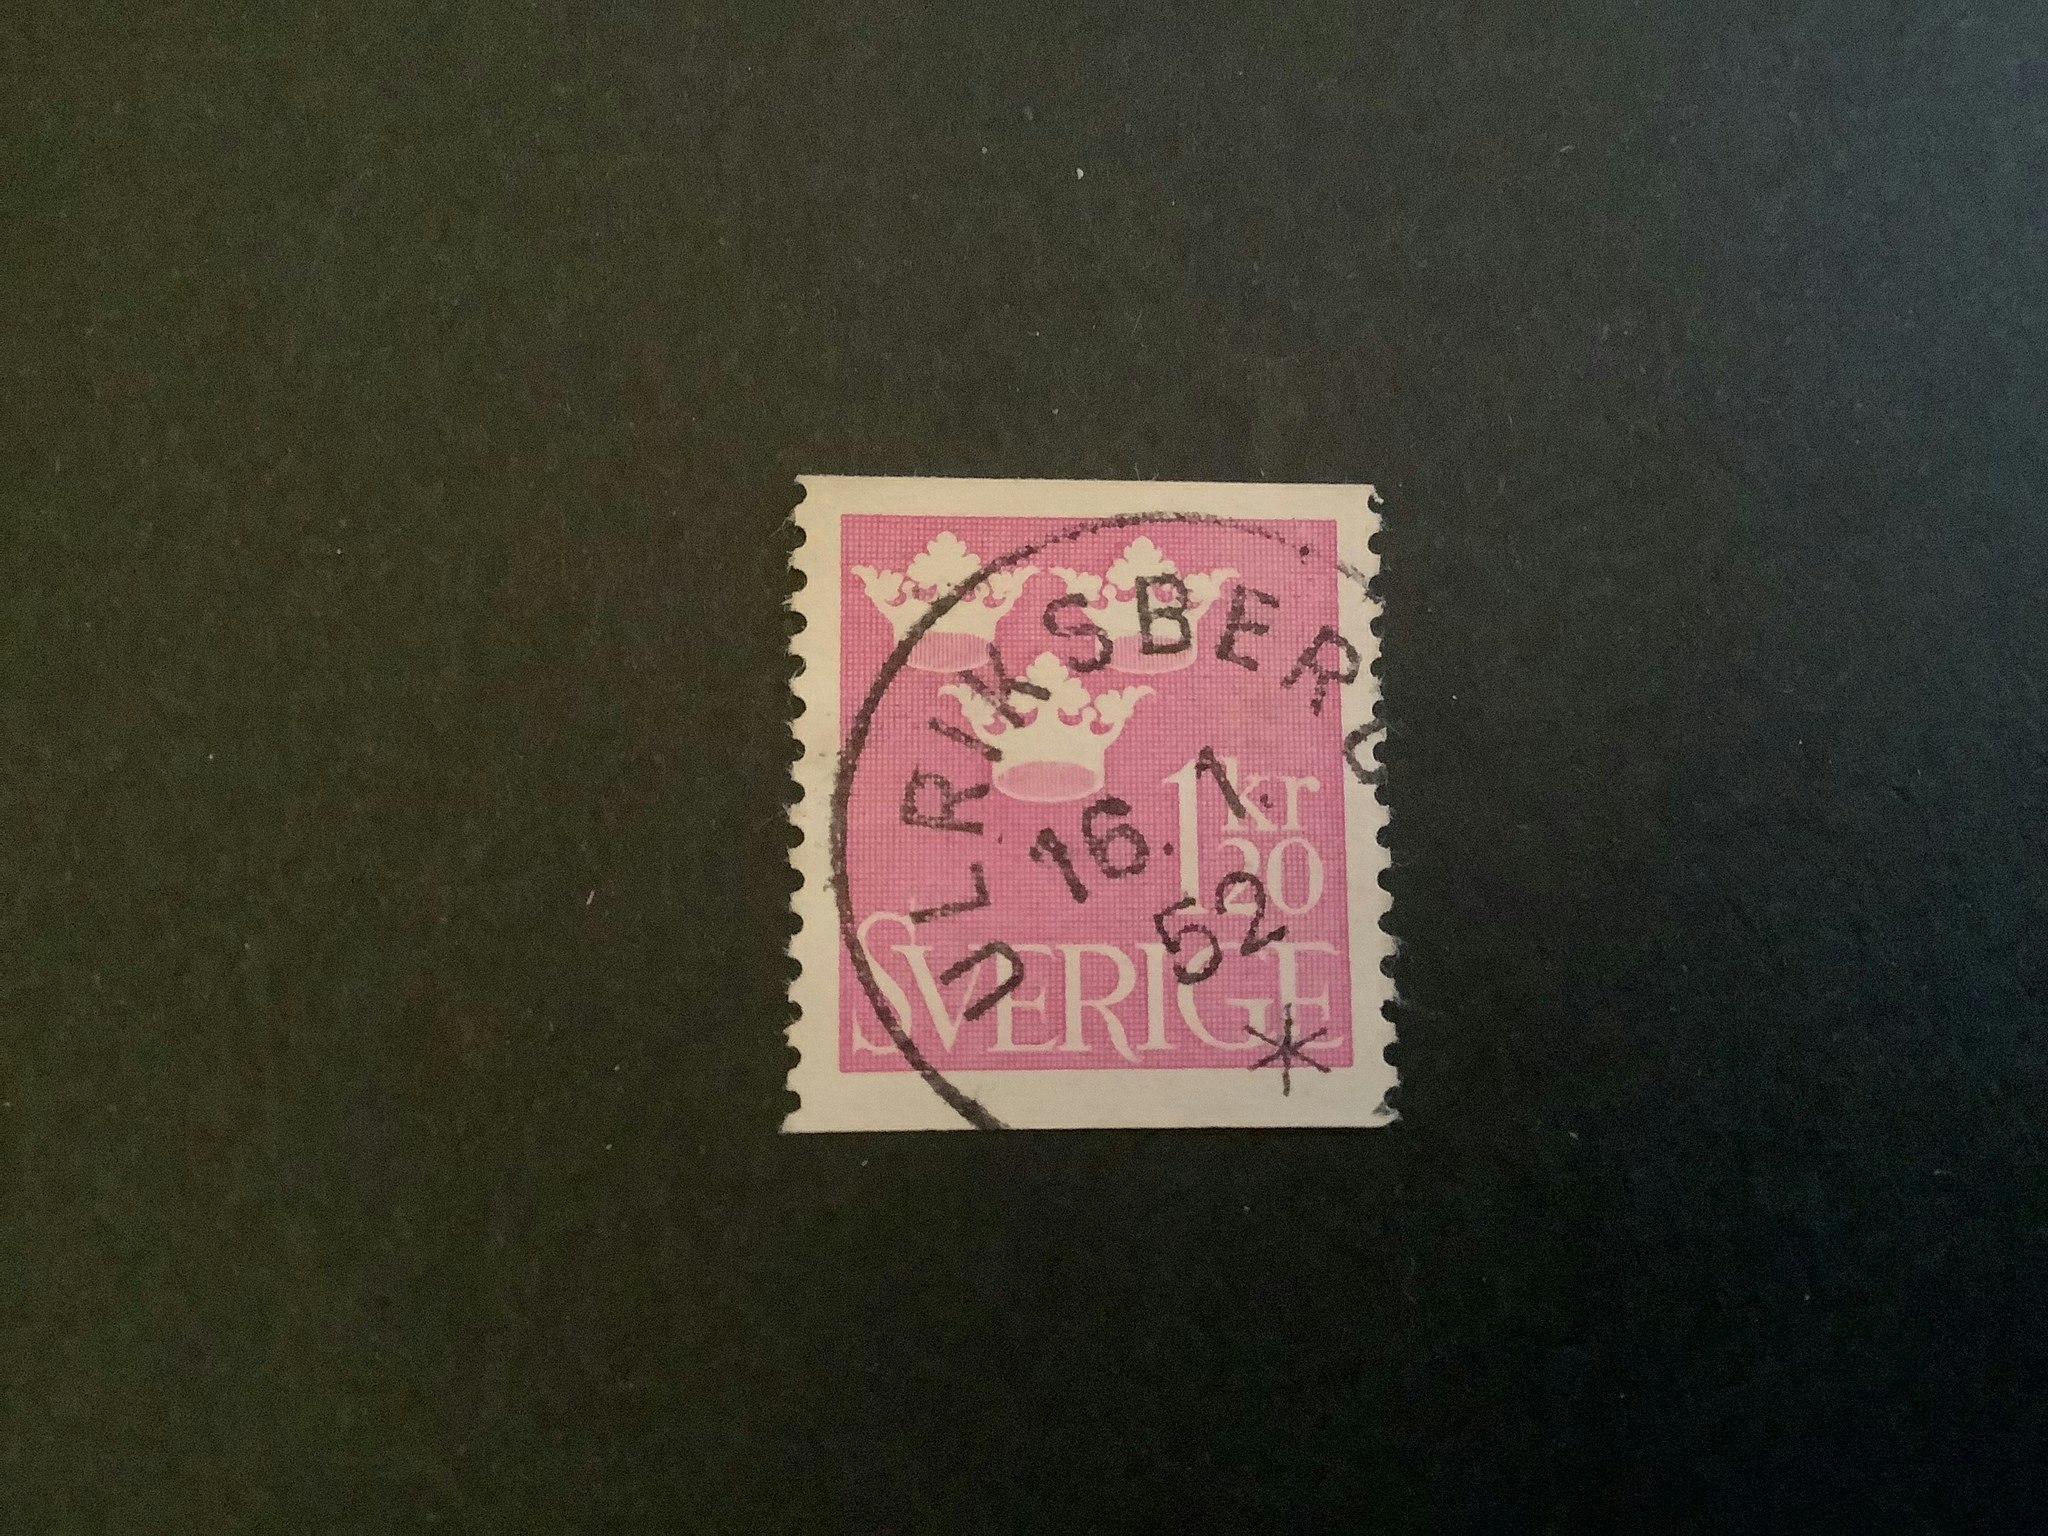 1 kr
20
SVERIGE
ULRIKSBERG
16. 1.
52
*